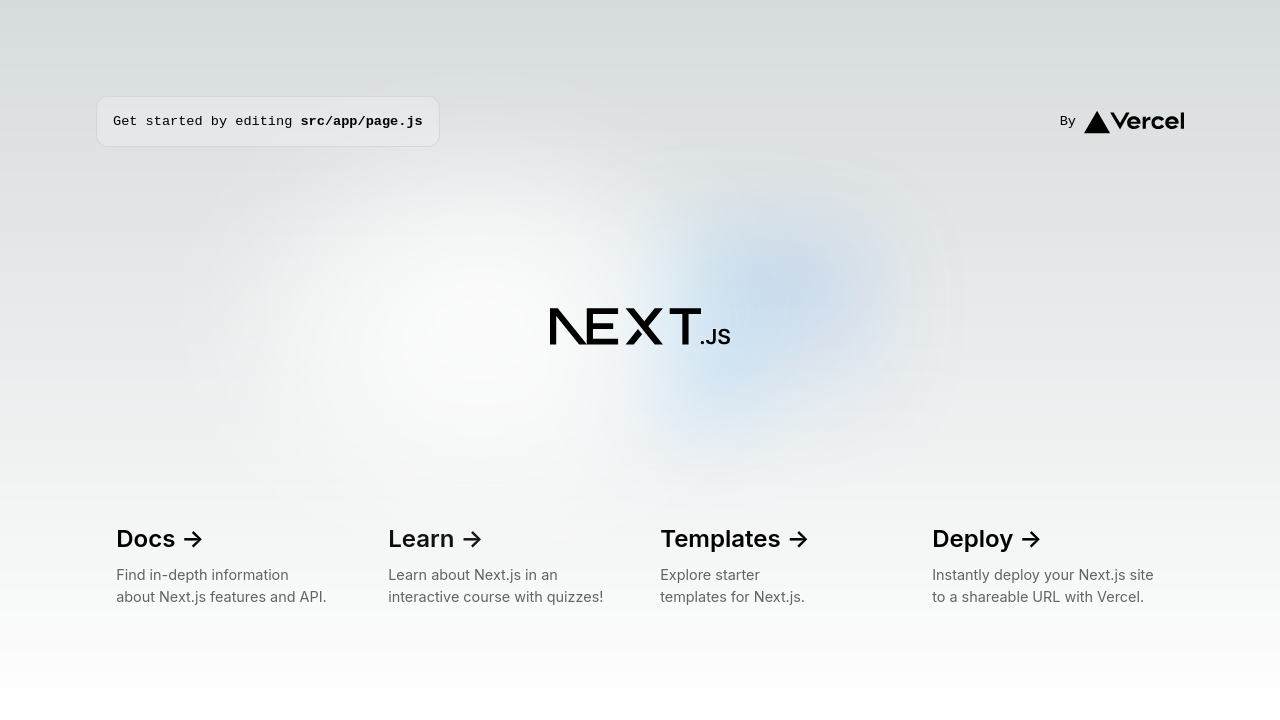 Get started by editing src/app/page.js
By Vercel
NEXT.JS
Docs →
Find in-depth information
about Next.js features and API.
Learn →
Learn about Next.js in an
interactive course with quizzes!
Templates →
Explore starter
templates for Next.js.
Deploy →
Instantly deploy your Next.js site
to a shareable URL with Vercel.